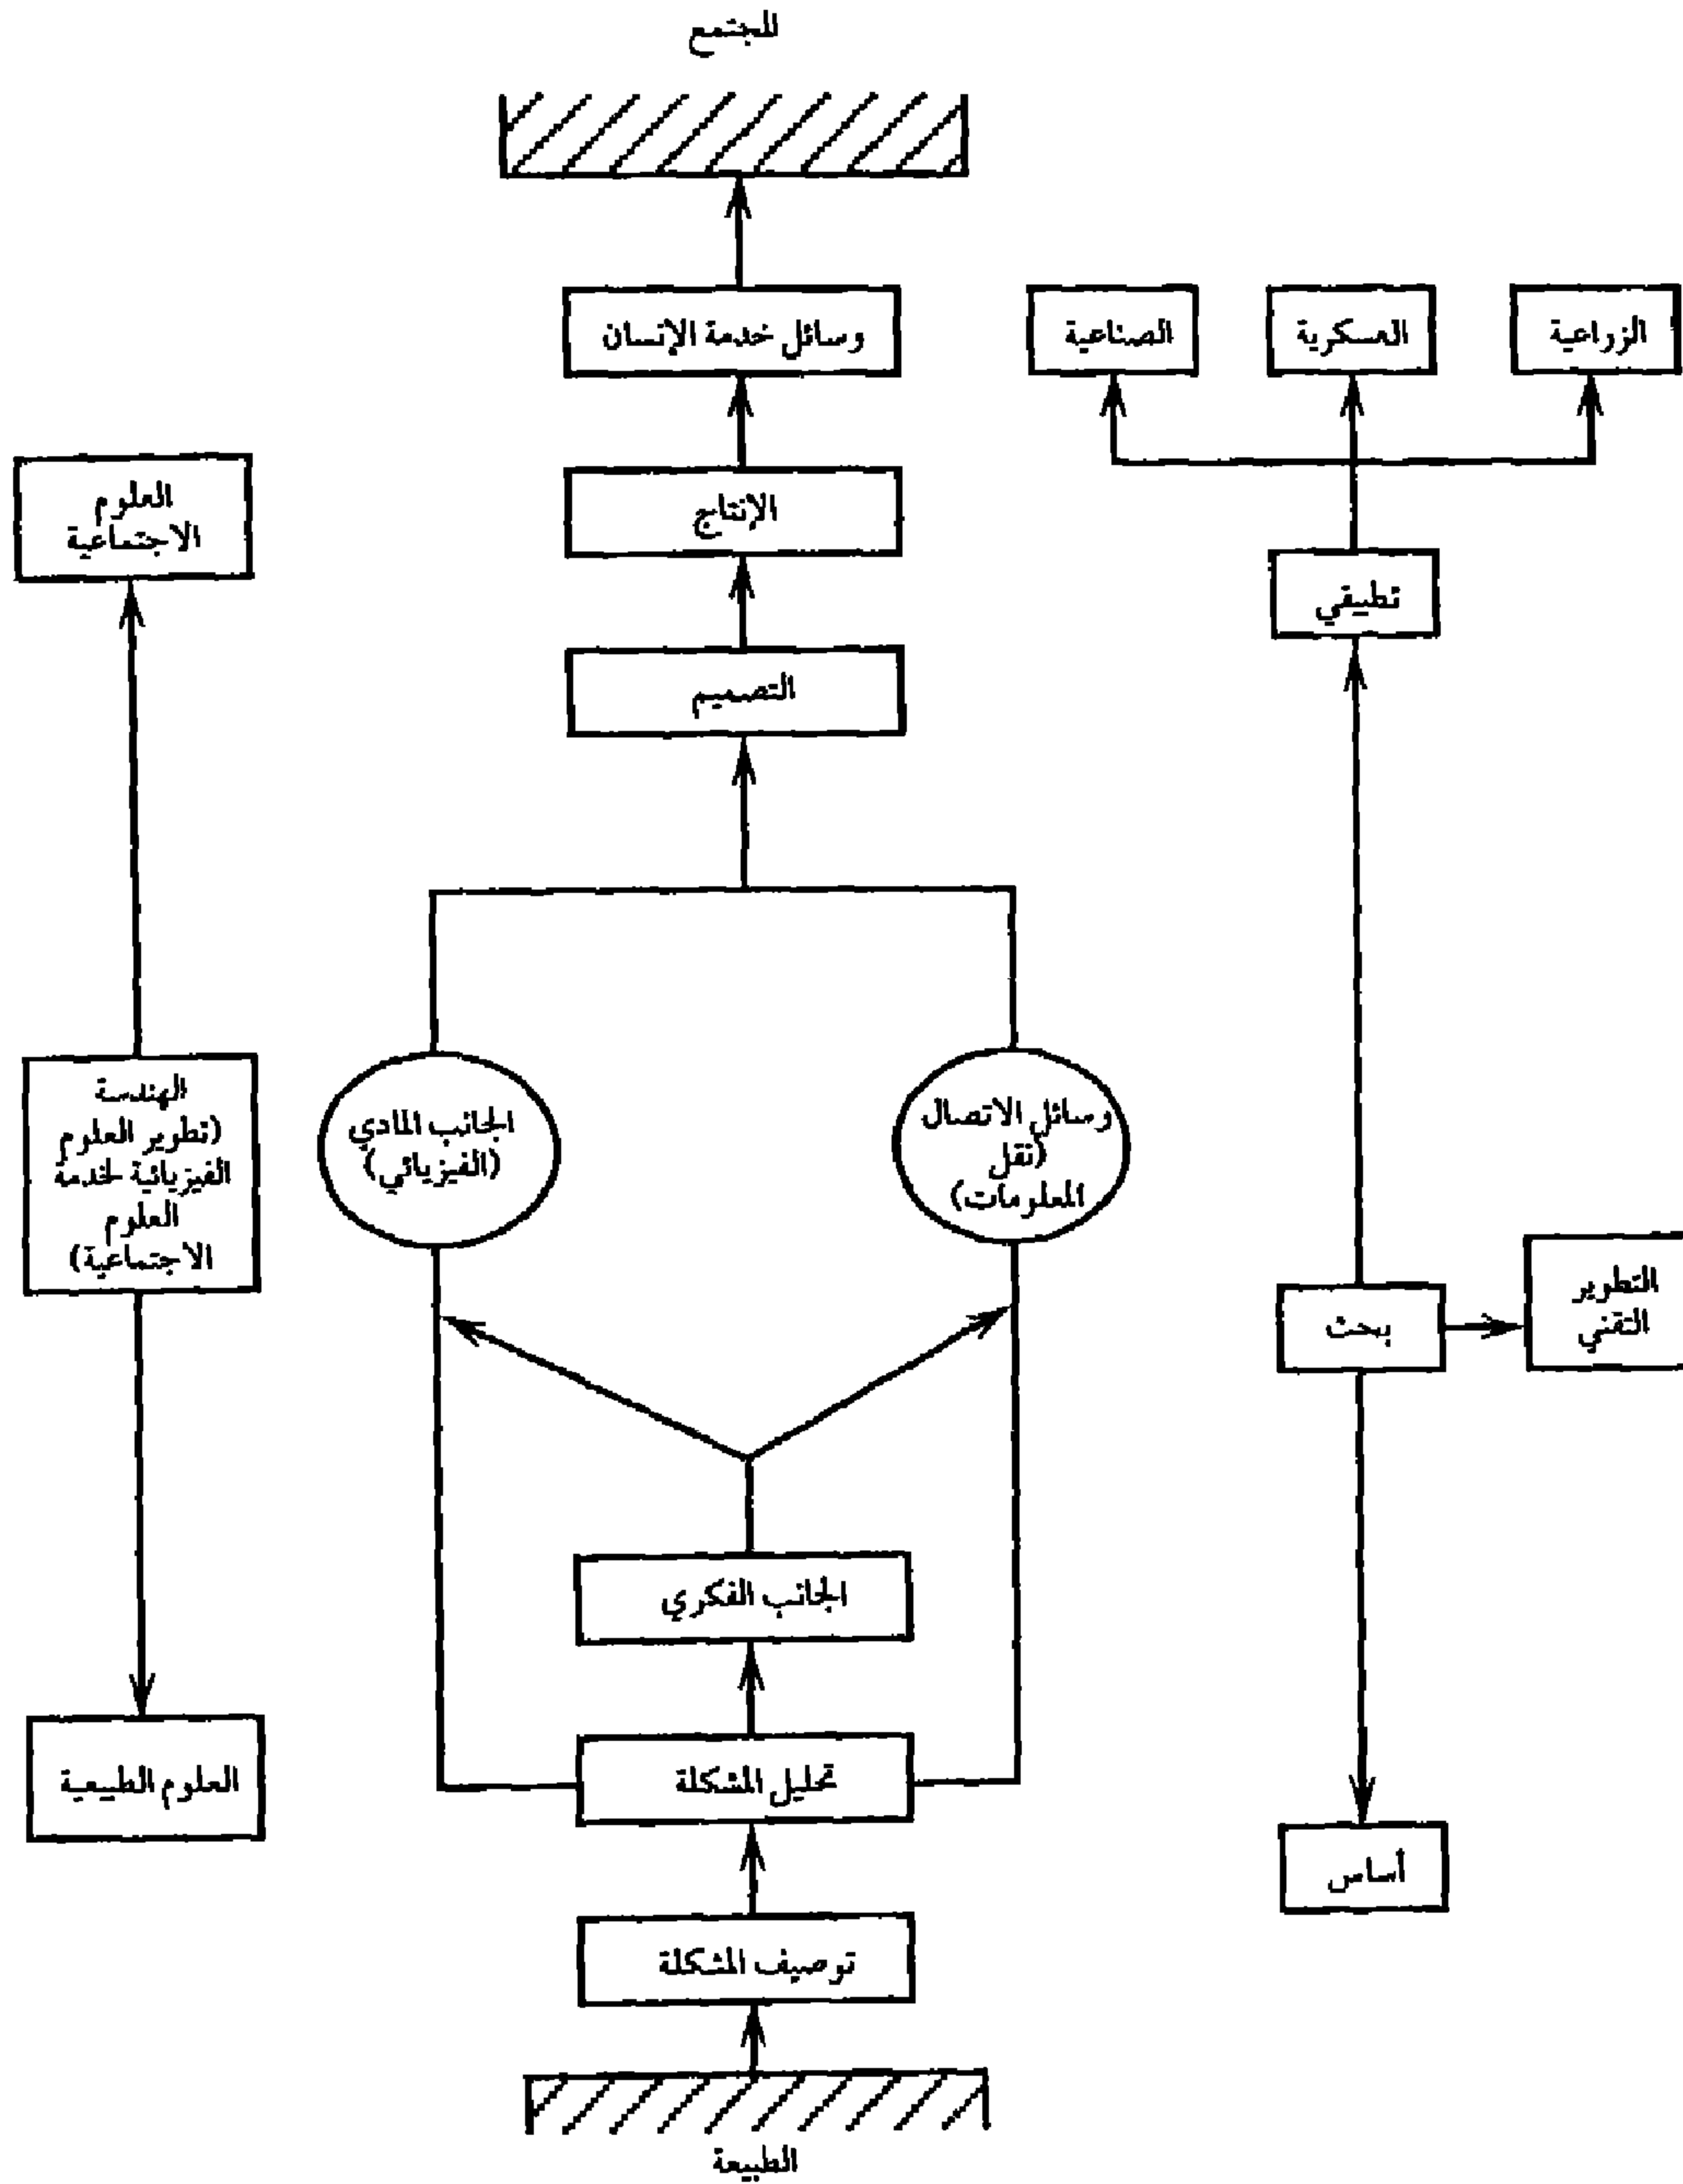 المجتمع
وسائل خدمة الإنسان
الصناعية
العسكرية
الزراعية
العلوم
الاجتماعية
الإنتاج
تطبيقي
التصميم
الهندسة
(تطوير العلوم
الفيزيائية لخدمة
العلوم
الاجتماعية)
الجانب المادي
(الفيزيائي)
وسائل الاتصال
(نقل
المعلومات)
بحث
التطوير
التقني
الجانب الفكري
العلوم الطبيعية
تحليل المشكلة
أساس
توصيف المشكلة
الطبيعة